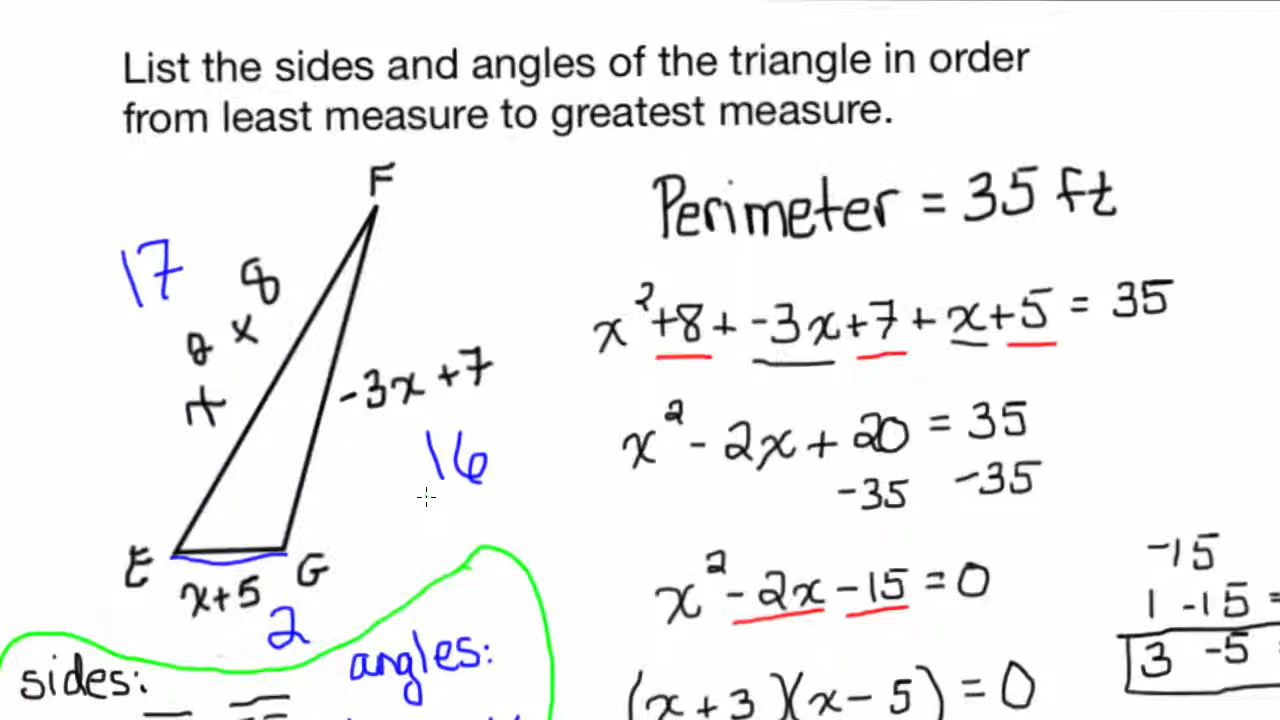 List the sides and angles of the triangle in order
from least measure to greatest measure.
F
Perimeter = 35 ft
17
x² + 8
-3x + 7
16
E
G
x+5
2
x² +8 + -3x +7 + x + 5 = 35
x² - 2x + 20 = 35
-35 -35
x² - 2x - 15 = 0
(x + 3)(x - 5) = 0
-15
1 -15 =
3 -5
sides:
angles: